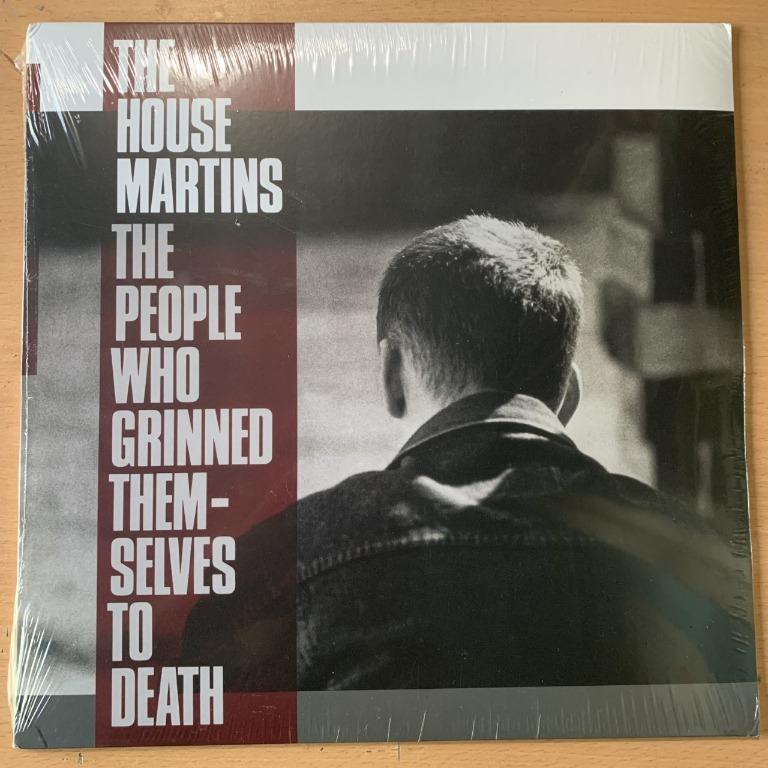 THE
HOUSE
MARTINS
THE
PEOPLE
WHO
GRINNED
THEM-
SELVES
TO
DEATH